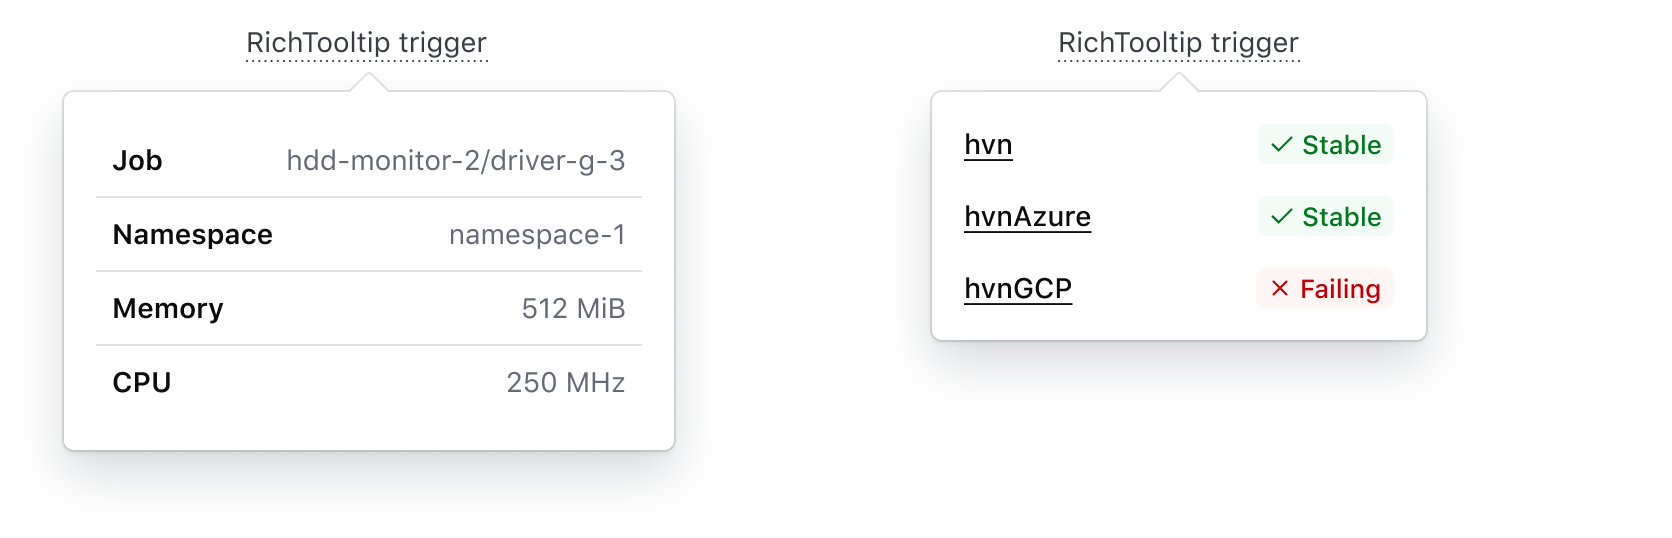 RichTooltip trigger
Job hdd-monitor-2/driver-g-3
Namespace namespace-1
Memory 512 MiB
CPU 250 MHz
RichTooltip trigger
hvn Stable
hvnAzure Stable
hvnGCP Failing